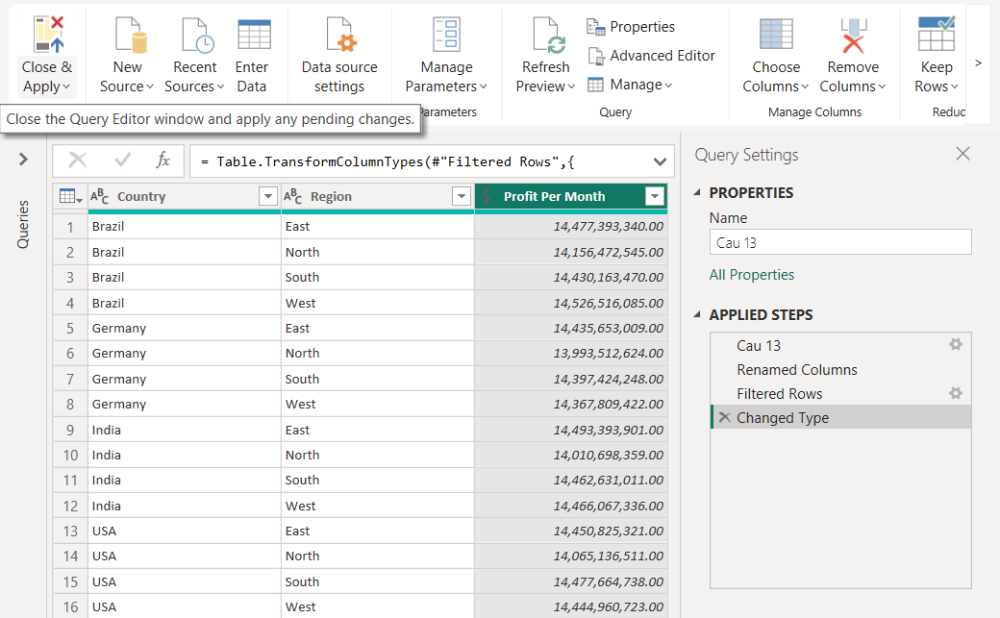 Close & Apply
New Source
Recent Sources
Enter Data
Data source settings
Manage Parameters
Refresh Preview
Properties
Advanced Editor
Manage
Choose Columns
Remove Columns
Keep Rows
>
Parameters
Query
Manage Columns
Reduc
Close the Query Editor window and apply any pending changes.
Queries
fx
= Table.TransformColumnTypes(#"Filtered Rows",{
ABC Country
ABC Region
$ Profit Per Month
1 Brazil East 14,477,393,340.00
2 Brazil North 14,156,472,545.00
3 Brazil South 14,430,163,470.00
4 Brazil West 14,526,516,085.00
5 Germany East 14,435,653,009.00
6 Germany North 13,993,512,624.00
7 Germany South 14,397,424,248.00
8 Germany West 14,367,809,422.00
9 India East 14,493,393,901.00
10 India North 14,010,698,359.00
11 India South 14,462,631,011.00
12 India West 14,466,067,336.00
13 USA East 14,450,825,321.00
14 USA North 14,065,136,511.00
15 USA South 14,477,664,738.00
16 USA West 14,444,960,723.00
Query Settings
PROPERTIES
Name
Cau 13
All Properties
APPLIED STEPS
Cau 13
Renamed Columns
Filtered Rows
Changed Type